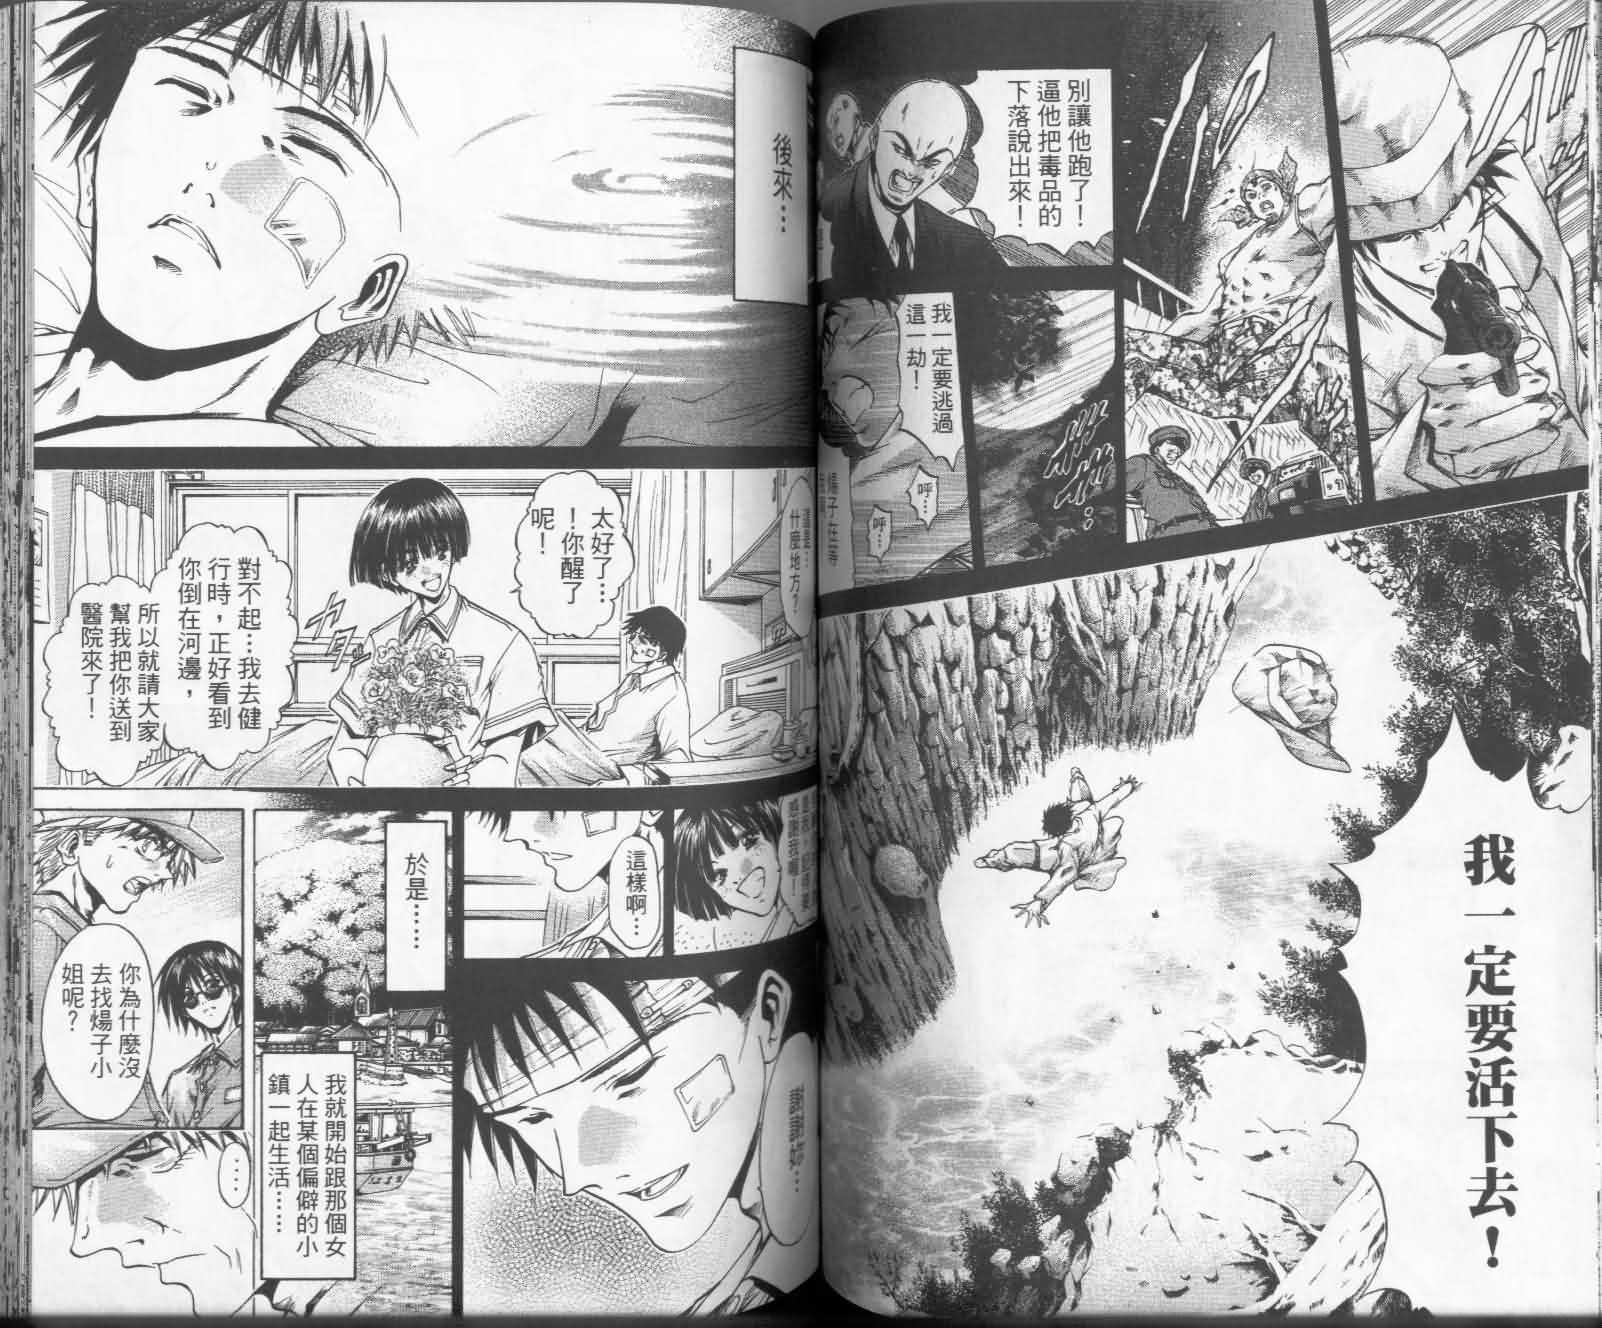 別讓他跑了！
逼他把毒品的
下落說出來！
我一定要逃過
這一劫！
呼…
呼…
我一定要活下去！
後來…
什麼地方？
太好了…
！你醒了
呢！
對不起…我去健
行時，正好看到
你倒在河邊，
所以就請大家
幫我把你送到
醫院來了！
感謝我喔！
這樣啊…
謝謝妳…
於是……
我就開始跟那個女
人在某個偏僻的小
鎮一起生活……
你為什麼沒
去找煬子小
姐呢？
…‥